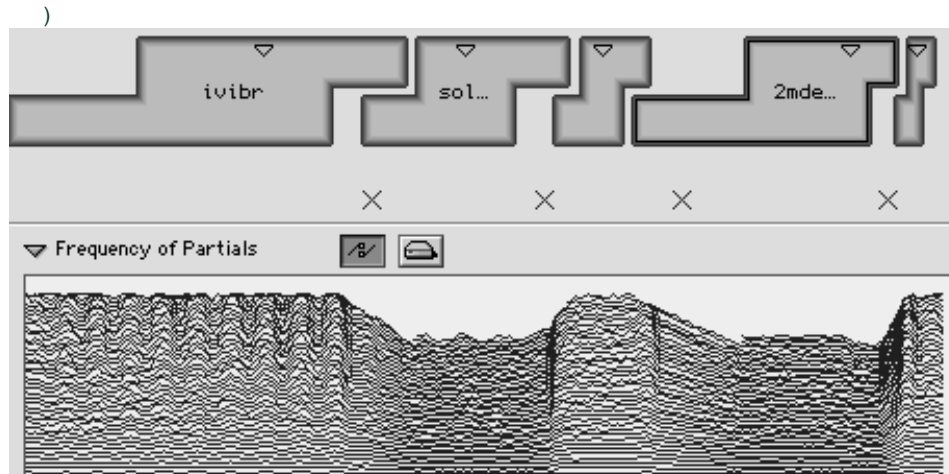 )
ivibr sol… 2mde…
Frequency of Partials